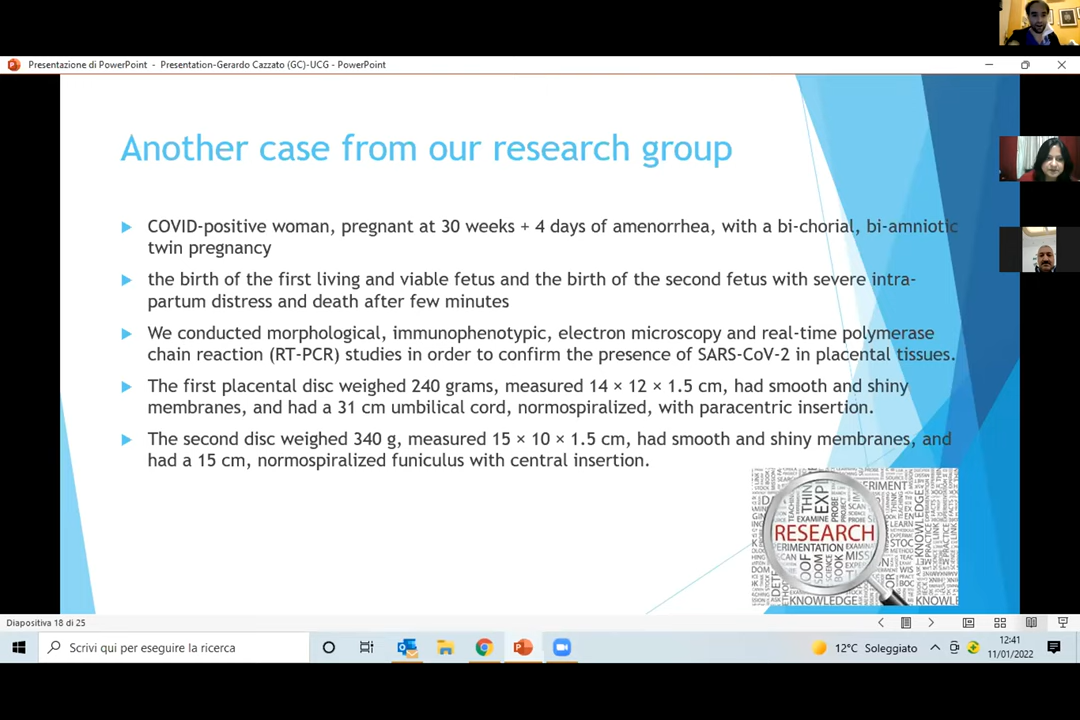 Presentazione di PowerPoint - Presentation-Gerardo Cazzato (GC)-UCG - PowerPoint
Another case from our research group
COVID-positive woman, pregnant at 30 weeks + 4 days of amenorrhea, with a bi-chorial, bi-amniotic
twin pregnancy
the birth of the first living and viable fetus and the birth of the second fetus with severe intra-
partum distress and death after few minutes
We conducted morphological, immunophenotypic, electron microscopy and real-time polymerase
chain reaction (RT-PCR) studies in order to confirm the presence of SARS-CoV-2 in placental tissues.
The first placental disc weighed 240 grams, measured 14 × 12 × 1.5 cm, had smooth and shiny
membranes, and had a 31 cm umbilical cord, normospiralized, with paracentric insertion.
The second disc weighed 340 g, measured 15 × 10 × 1.5 cm, had smooth and shiny membranes, and
had a 15 cm, normospiralized funiculus with central insertion.
EXAMINE
RESEARCH
KNOWLEDGE
Diapositiva 18 di 25
Scrivi qui per eseguire la ricerca
12°C Soleggiato
12:41
11/01/2022